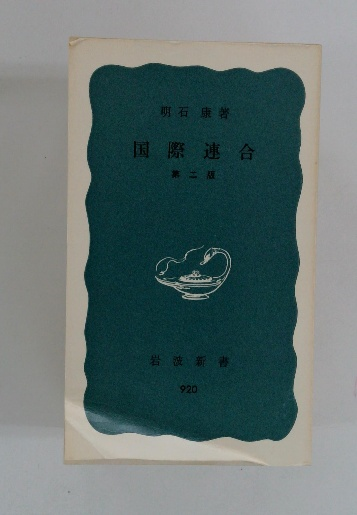 明石 康著
国際連合
第二版
岩波新書
920